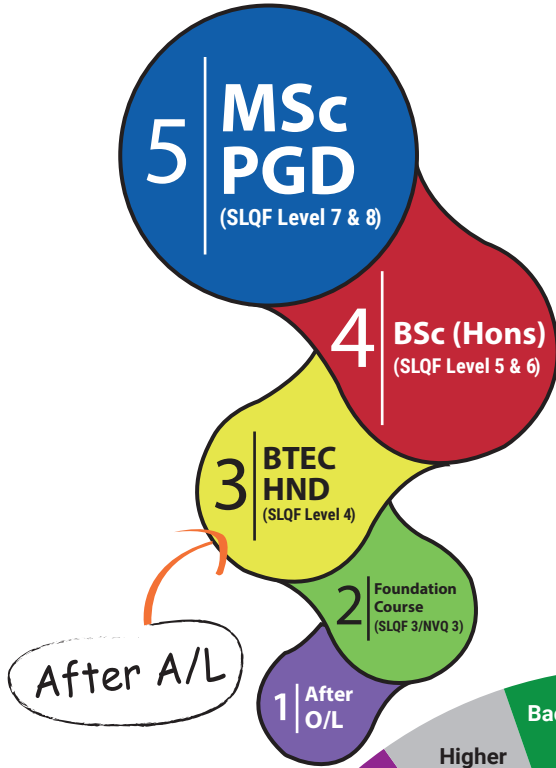 5
MSc
PGD
(SLQF Level 7 & 8)
4
BSc (Hons)
(SLQF Level 5 & 6)
3
BTEC
HND
(SLQF Level 4)
2
Foundation
Course
(SLQF 3/NVQ 3)
After A/L
1
After
O/L
Higher